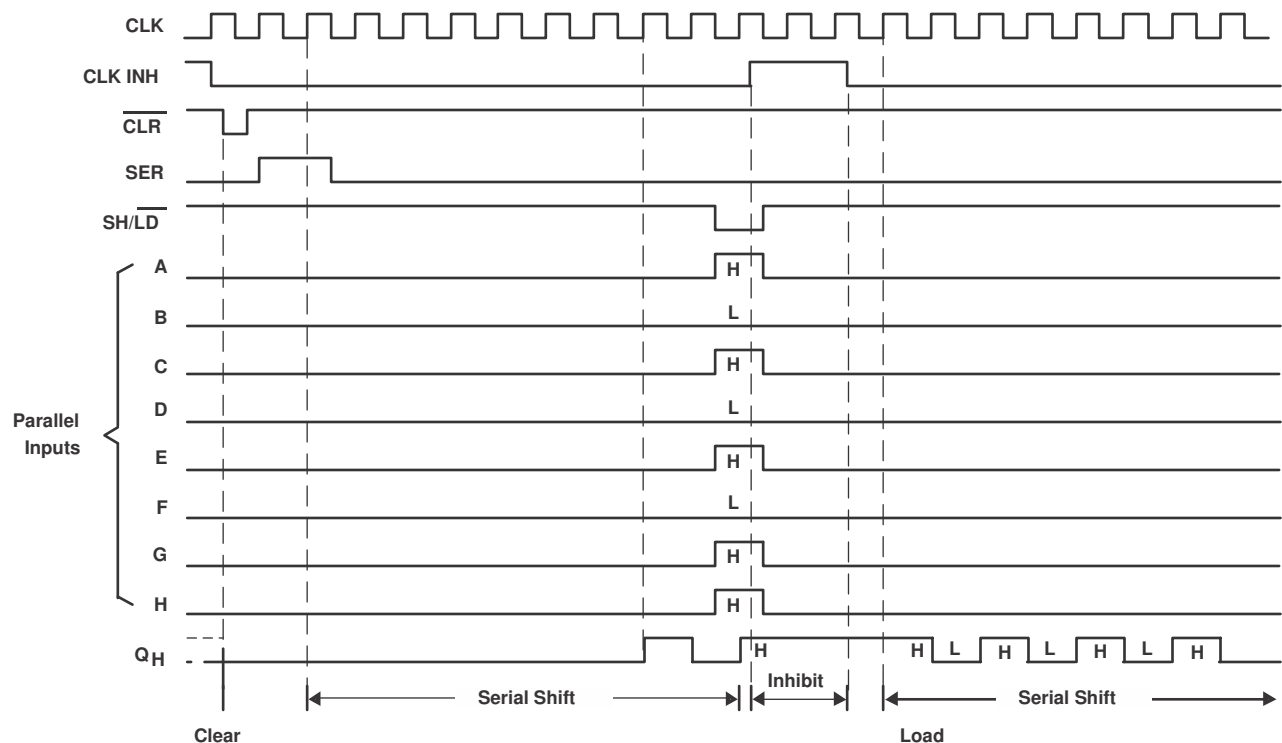 CLK
CLK INH
CLR
SER
SH/LD
A
H
B
L
C
H
D
L
Parallel
Inputs
E
H
F
L
G
H
H
H
QH
H
H
L
H
L
H
L
H
Serial Shift
Inhibit
Serial Shift
Clear
Load